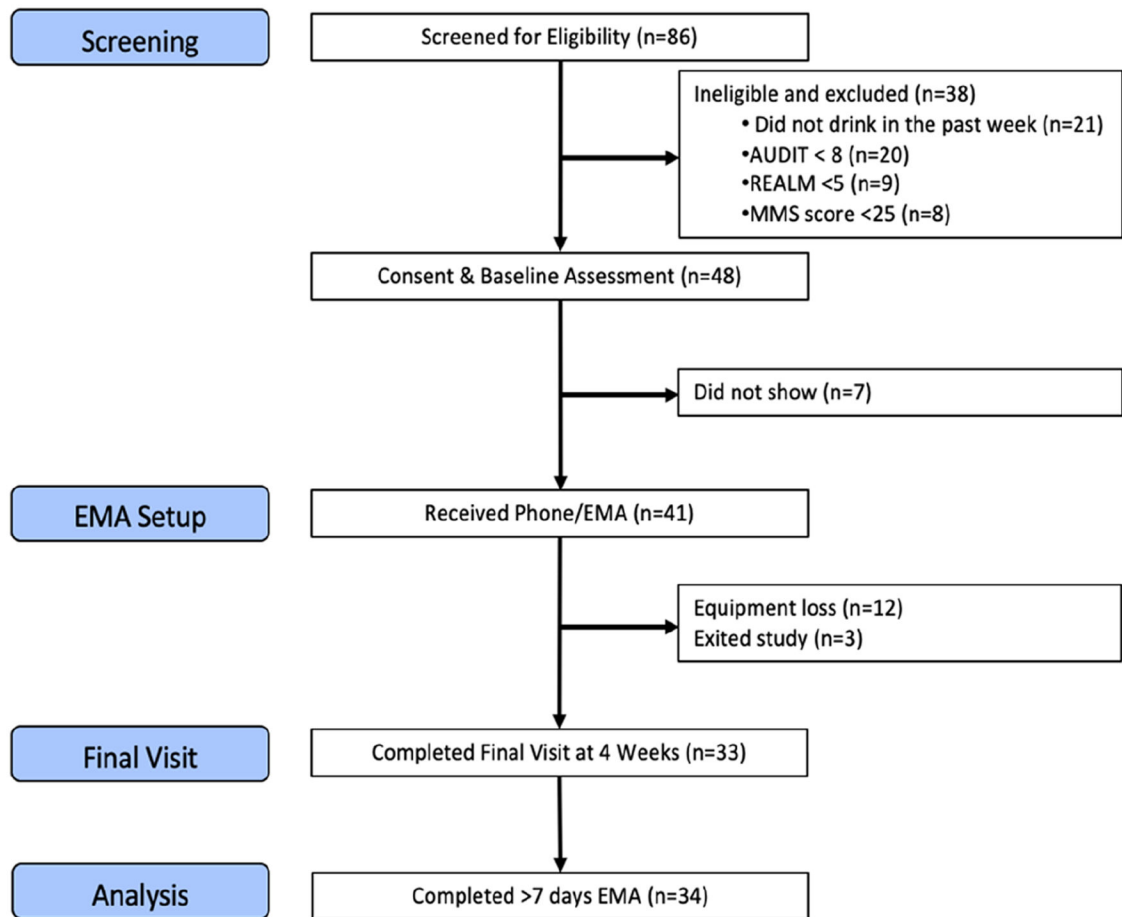 Screening
Screened for Eligibility (n=86)
Ineligible and excluded (n=38)
• Did not drink in the past week (n=21)
•AUDIT < 8 (n=20)
•REALM <5 (n=9)
•MMS score <25 (n=8)
Consent & Baseline Assessment (n=48)
Did not show (n=7)
EMA Setup
Received Phone/EMA (n=41)
Equipment loss (n=12)
Exited study (n=3)
Final Visit
Completed Final Visit at 4 Weeks (n=33)
Analysis
Completed >7 days EMA (n=34)